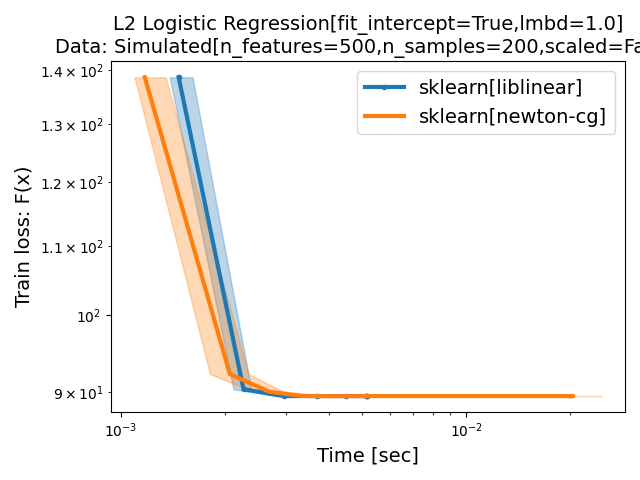 L2 Logistic Regression[fit_intercept=True,lmbd=1.0]
Data: Simulated[n_features=500,n_samples=200,scaled=Fa
sklearn[liblinear]
sklearn[newton-cg]
Train loss: F(x)
1.4 × 10²
1.3 × 10²
1.2 × 10²
1.1 × 10²
10²
9 × 10¹
10⁻³
10⁻²
Time [sec]